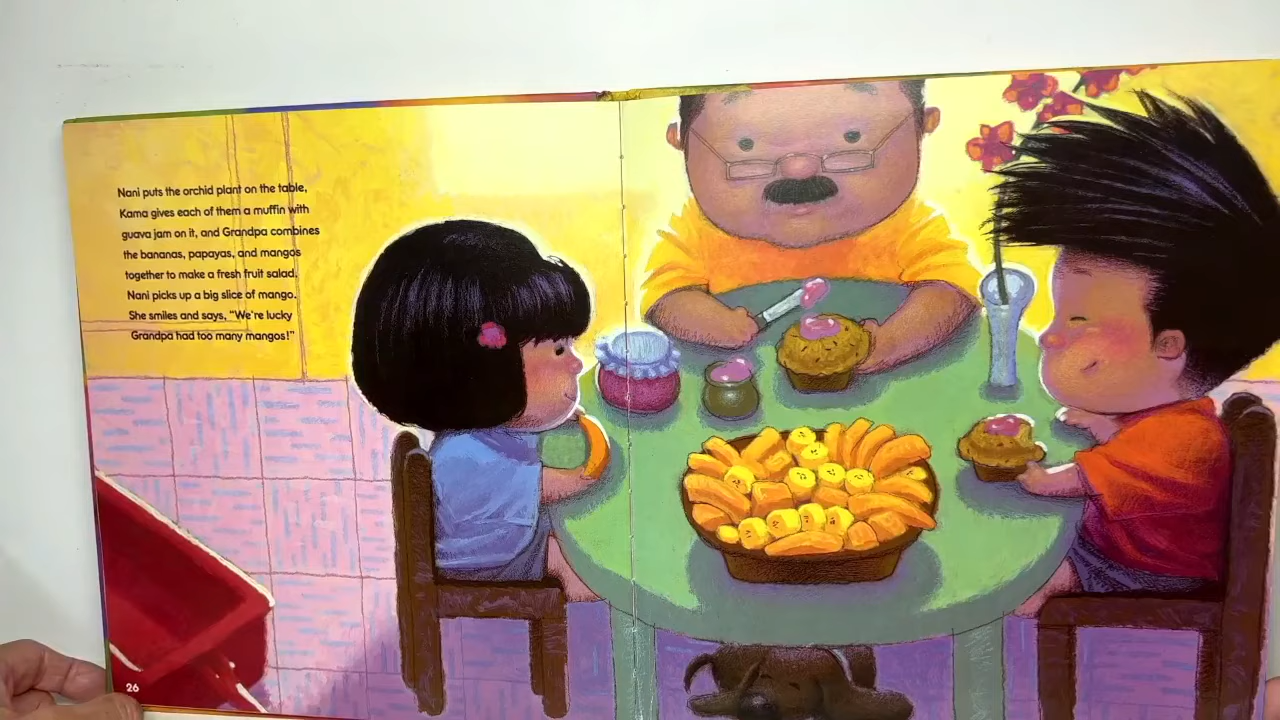 Nani puts the orchid plant on the table,
Kama gives each of them a muffin with
guava jam on it, and Grandpa combines
the bananas, papayas, and mangos
together to make a fresh fruit salad.
Nani picks up a big slice of mango.
She smiles and says, “We're lucky
Grandpa had too many mangos!”
26